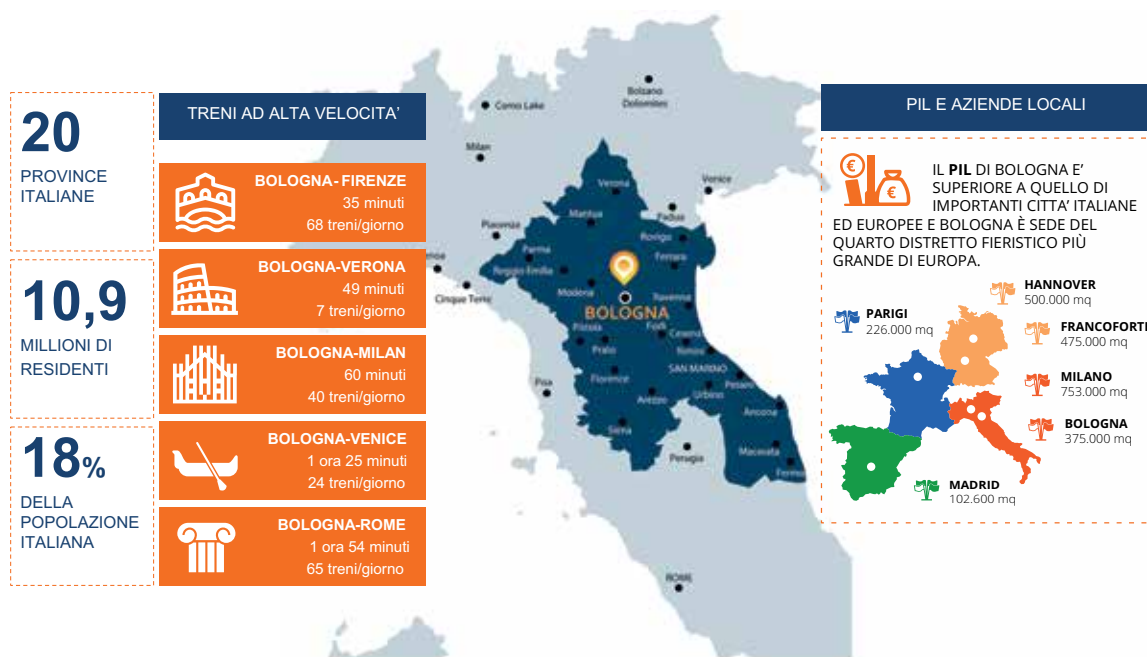 20
PROVINCE
ITALIANE
10,9
MILLIONI DI
RESIDENTI
18%
DELLA
POPOLAZIONE
ITALIANA
TRENI AD ALTA VELOCITA'
BOLOGNA- FIRENZE
35 minuti
68 treni/giorno
BOLOGNA-VERONA
49 minuti
7 treni/giorno
BOLOGNA-MILAN
60 minuti
40 treni/giorno
BOLOGNA-VENICE
1 ora 25 minuti
24 treni/giorno
BOLOGNA-ROME
1 ora 54 minuti
65 treni/giorno
Bolzano
Dolomites
Como Lake
Milan
Verona
Venice
Mantua
Padua
Piacenza
Rovigo
Parma
Reggio Emilia
Ferrara
Modena
Cinque Terre
Ravenna
BOLOGNA
Pistoia
Forlì
Cesena
Prato
Rimini
Florence
SAN MARINO
Pisa
Pesaro
Urbino
Arezzo
Ancona
Siena
Perugia
Macerata
Fermo
ROME
PIL E AZIENDE LOCALI
IL PIL DI BOLOGNA E'
SUPERIORE A QUELLO DI
IMPORTANTI CITTA' ITALIANE
ED EUROPEE E BOLOGNA È SEDE DEL
QUARTO DISTRETTO FIERISTICO PIÙ
GRANDE DI EUROPA.
HANNOVER
500.000 mq
PARIGI
226.000 mq
FRANCOFORTE
475.000 mq
MILANO
753.000 mq
BOLOGNA
375.000 mq
MADRID
102.600 mq